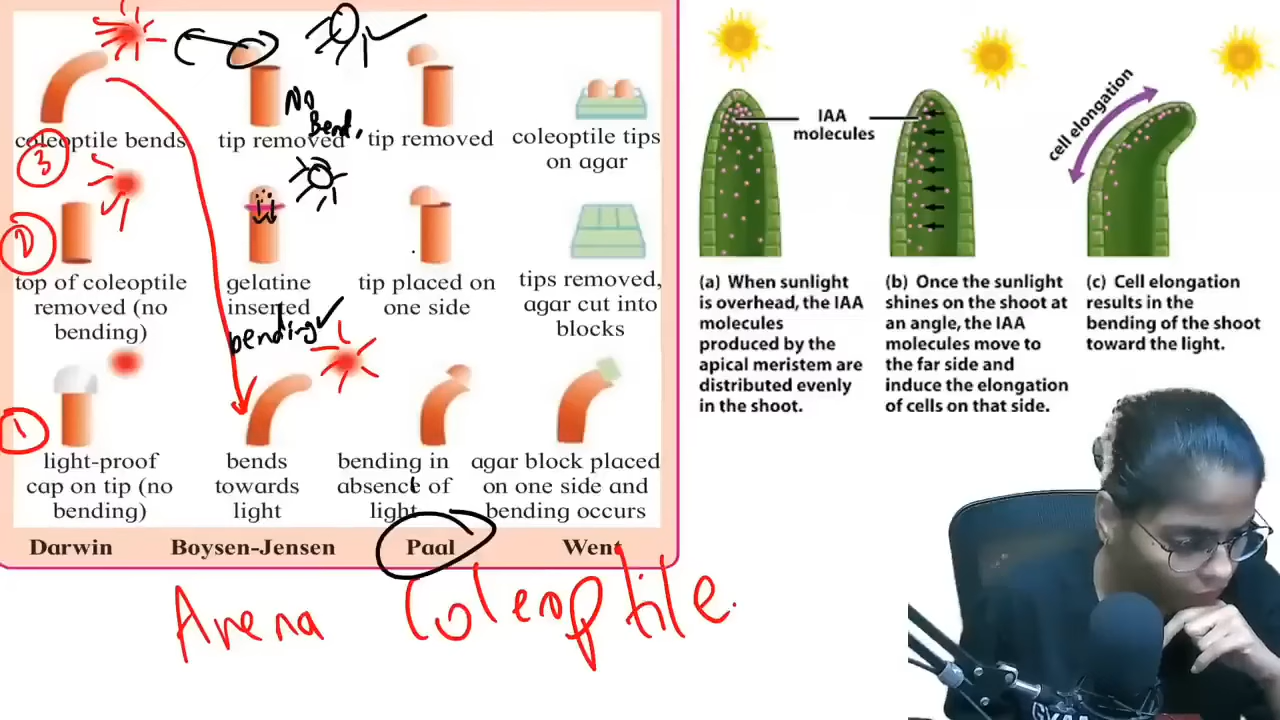 coleoptile bends
3
top of coleoptile
removed (no
bending)
2
light-proof
cap on tip (no
bending)
1
Darwin
tip removed
No
Bend.
gelatine
inserted
bending
bends
towards
light
Boysen-Jensen
tip removed
tip placed on
one side
bending in
absence of
light
Paal
coleoptile tips
on agar
tips removed,
agar cut into
blocks
agar block placed
on one side and
bending occurs
Went
Avena Coleoptile.
IAA
molecules
cell elongation
(a) When sunlight
is overhead, the IAA
molecules
produced by the
apical meristem are
distributed evenly
in the shoot.
(b) Once the sunlight
shines on the shoot at
an angle, the IAA
molecules move to
the far side and
induce the elongation
of cells on that side.
(c) Cell elongation
results in the
bending of the shoot
toward the light.